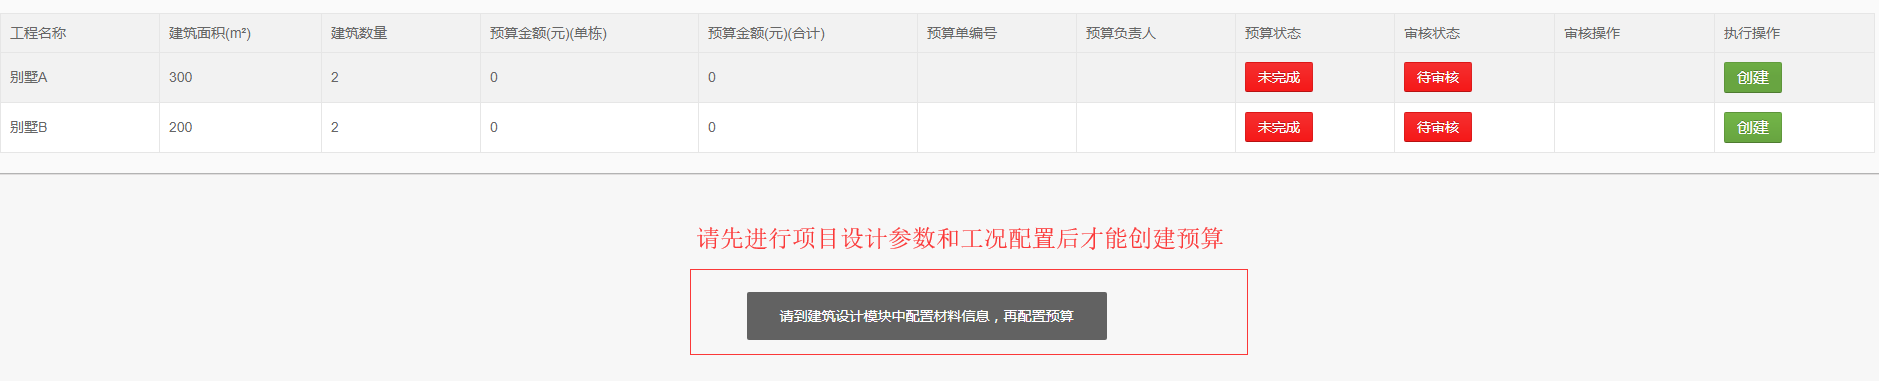 工程名称 建筑面积(m²) 建筑数量 预算金额(元)(单栋) 预算金额(元)(合计) 预算单编号 预算负责人 预算状态 审核状态 审核操作 执行操作
别墅A 300 2 0 0 未完成 待审核 创建
别墅B 200 2 0 0 未完成 待审核 创建
请先进行项目设计参数和工况配置后才能创建预算
请到建筑设计模块中配置材料信息，再配置预算